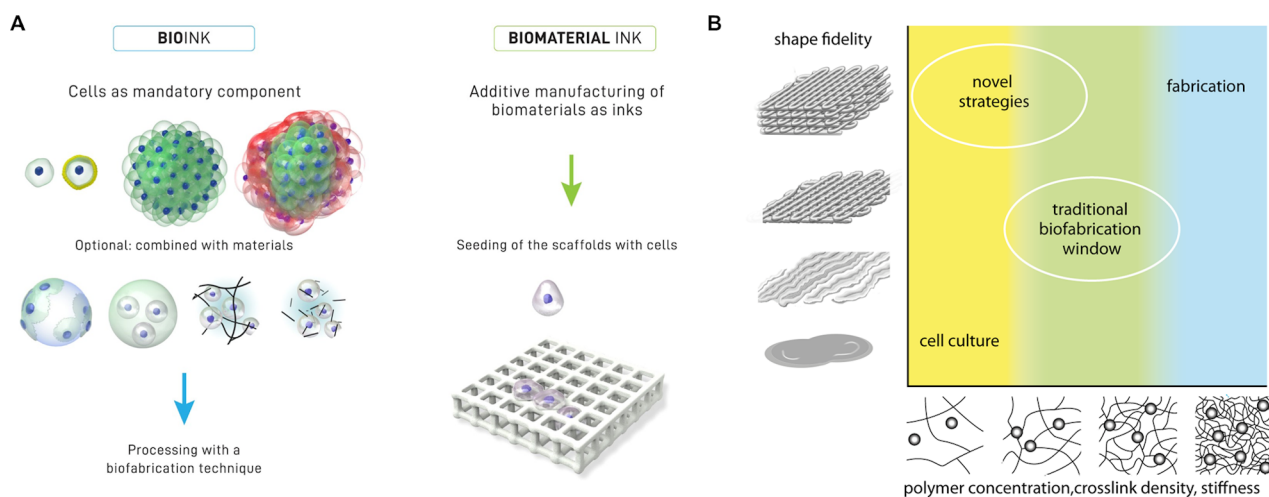 A
BIOINK
Cells as mandatory component
Optional: combined with materials
Processing with a
biofabrication technique
BIOMATERIAL INK
Additive manufacturing of
biomaterials as inks
Seeding of the scaffolds with cells
B
shape fidelity
novel
strategies
fabrication
traditional
biofabrication
window
cell culture
polymer concentration,crosslink density, stiffness